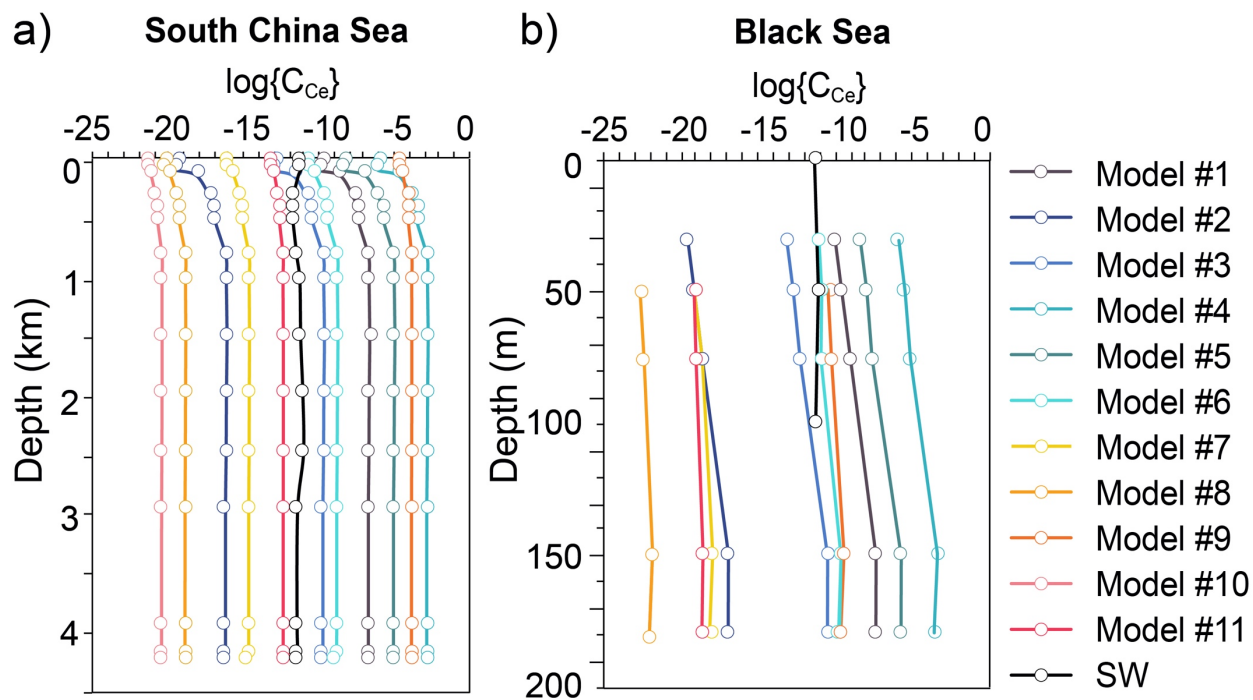 a)
South China Sea
log{C_Ce}
-25 -20 -15 -10 -5 0
0
1
2
3
4
Depth (km)
b)
Black Sea
log{C_Ce}
-25 -20 -15 -10 -5 0
0
50
100
150
200
Depth (m)
Model #1
Model #2
Model #3
Model #4
Model #5
Model #6
Model #7
Model #8
Model #9
Model #10
Model #11
SW